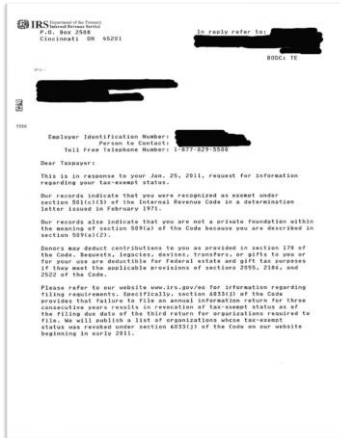 IRS Department of the Treasury
Internal Revenue Service
P.O. Box 2508
Cincinnati OH 45201
In reply refer to:
BODC: TE
Employer Identification Number:
Person to Contact:
Toll Free Telephone Number: 1-877-829-5500
Dear Taxpayer:
This is in response to your Jan. 25, 2011, request for information
regarding your tax-exempt status.
Our records indicate that you were recognized as exempt under
section 501(c)(3) of the Internal Revenue Code in a determination
letter issued in February 1971.
Our records also indicate that you are not a private foundation within
the meaning of section 509(a) of the Code because you are described in
section 509(a)(2).
Donors may deduct contributions to you as provided in section 170 of
the Code. Bequests, legacies, devises, transfers, or gifts to you or
for your use are deductible for Federal estate and gift tax purposes
if they meet the applicable provisions of sections 2055, 2106, and
2522 of the Code.
Please refer to our website www.irs.gov/eo for information regarding
filing requirements. Specifically, section 6033(j) of the Code
provides that failure to file an annual information return for three
consecutive years results in revocation of tax-exempt status as of
the filing due date of the third return for organizations required to
file. We will publish a list of organizations whose tax-exempt
status was revoked under section 6033(j) of the Code on our website
beginning in early 2011.